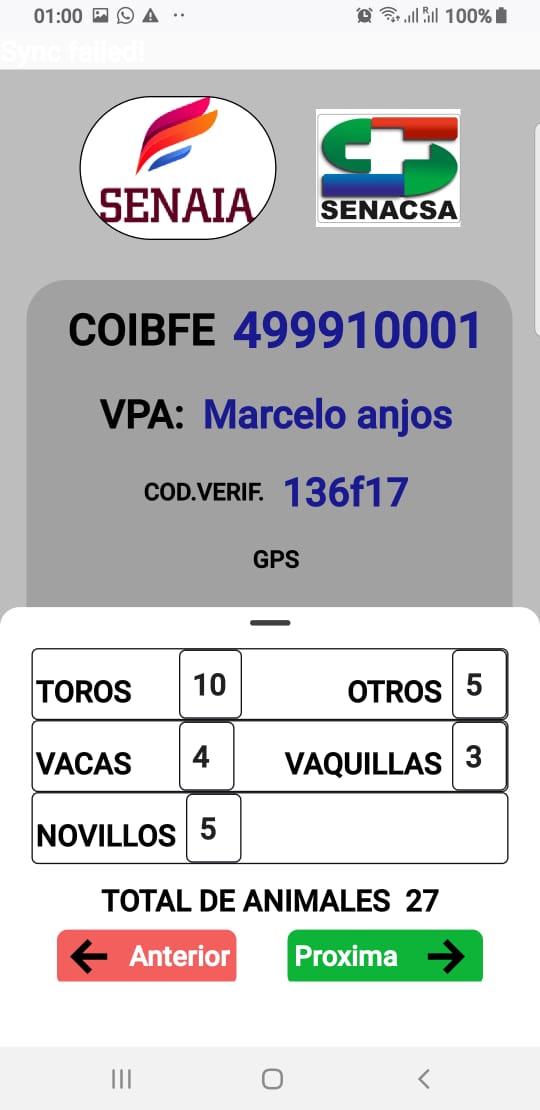 01:00
100%
Sync failed!
SENAIA
SENACSA
COIBFE 499910001
VPA: Marcelo anjos
COD.VERIF. 136f17
GPS
TOROS 10 OTROS 5
VACAS 4 VAQUILLAS 3
NOVILLOS 5
TOTAL DE ANIMALES 27
Anterior
Proxima